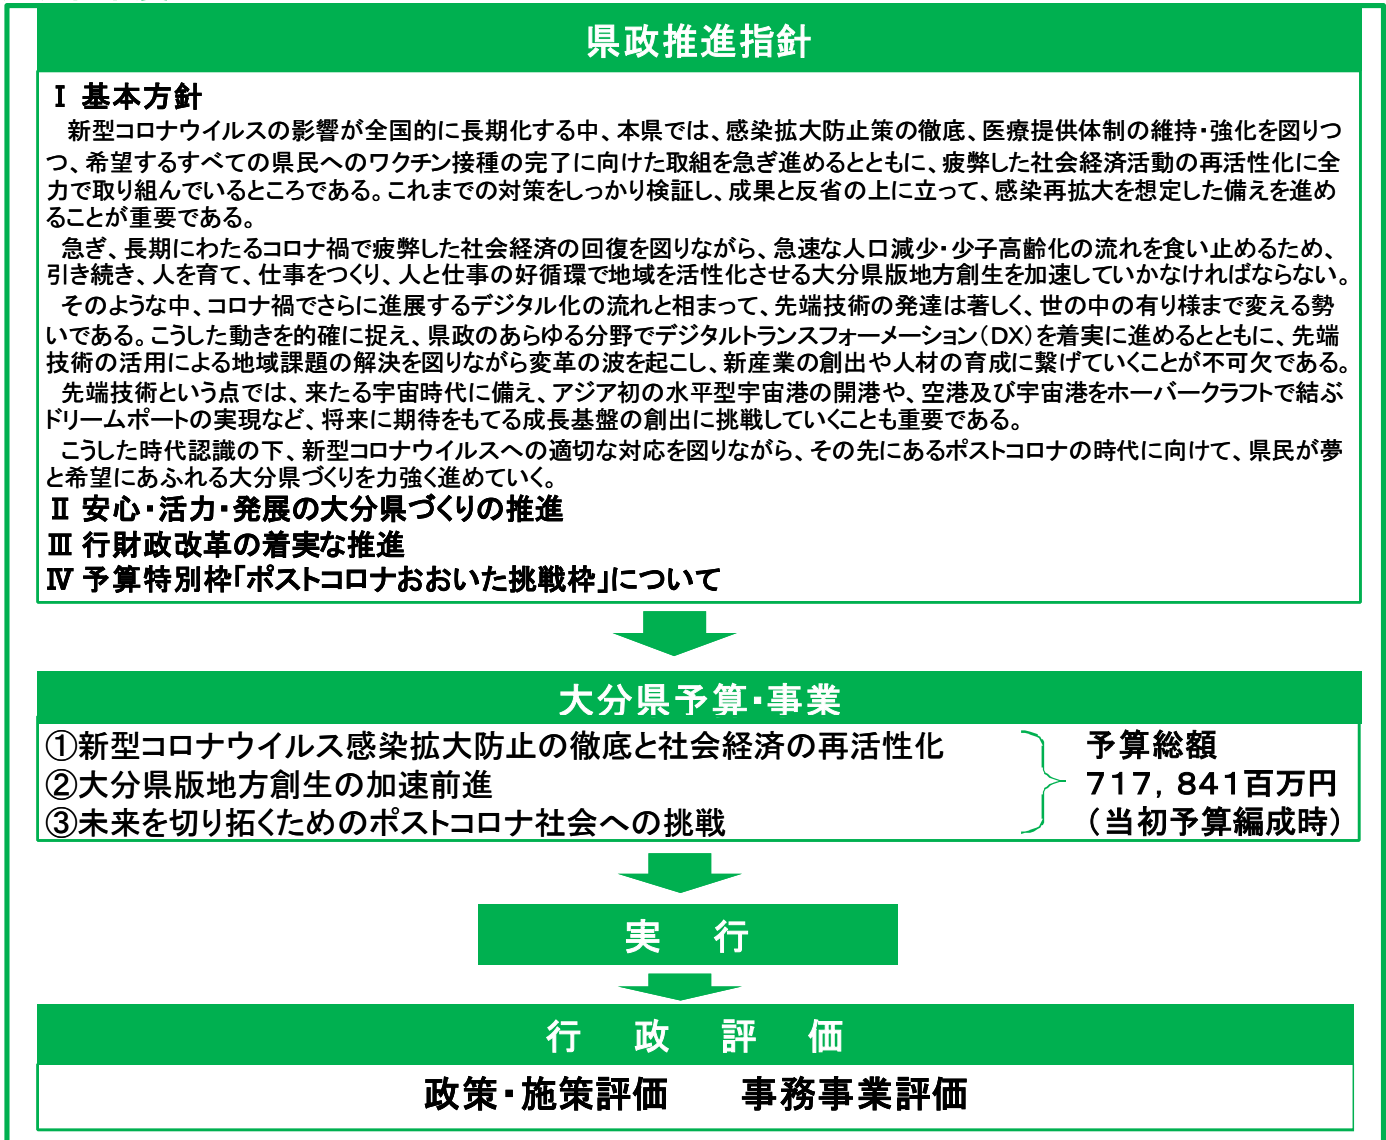 県政推進指針
Ⅰ 基本方針
新型コロナウイルスの影響が全国的に長期化する中、本県では、感染拡大防止策の徹底、医療提供体制の維持・強化を図りつ
つ、希望するすべての県民へのワクチン接種の完了に向けた取組を急ぎ進めるとともに、疲弊した社会経済活動の再活性化に全
力で取り組んでいるところである。これまでの対策をしっかり検証し、成果と反省の上に立って、感染再拡大を想定した備えを進め
ることが重要である。
急ぎ、長期にわたるコロナ禍で疲弊した社会経済の回復を図りながら、急速な人口減少・少子高齢化の流れを食い止めるため、
引き続き、人を育て、仕事をつくり、人と仕事の好循環で地域を活性化させる大分県版地方創生を加速していかなければならない。
そのような中、コロナ禍でさらに進展するデジタル化の流れと相まって、先端技術の発達は著しく、世の中の有り様まで変える勢
いである。こうした動きを的確に捉え、県政のあらゆる分野でデジタルトランスフォーメーション(DX)を着実に進めるとともに、先端
技術の活用による地域課題の解決を図りながら変革の波を起こし、新産業の創出や人材の育成に繋げていくことが不可欠である。
先端技術という点では、来たる宇宙時代に備え、アジア初の水平型宇宙港の開港や、空港及び宇宙港をホーバークラフトで結ぶ
ドリームポートの実現など、将来に期待をもてる成長基盤の創出に挑戦していくことも重要である。
こうした時代認識の下、新型コロナウイルスへの適切な対応を図りながら、その先にあるポストコロナの時代に向けて、県民が夢
と希望にあふれる大分県づくりを力強く進めていく。
Ⅱ 安心・活力・発展の大分県づくりの推進
Ⅲ 行財政改革の着実な推進
Ⅳ 予算特別枠「ポストコロナおおいた挑戦枠」について
大分県予算・事業
①新型コロナウイルス感染拡大防止の徹底と社会経済の再活性化
②大分県版地方創生の加速前進
③未来を切り拓くためのポストコロナ社会への挑戦
予算総額
717,841百万円
(当初予算編成時)
実 行
行 政 評 価
政策・施策評価 事務事業評価